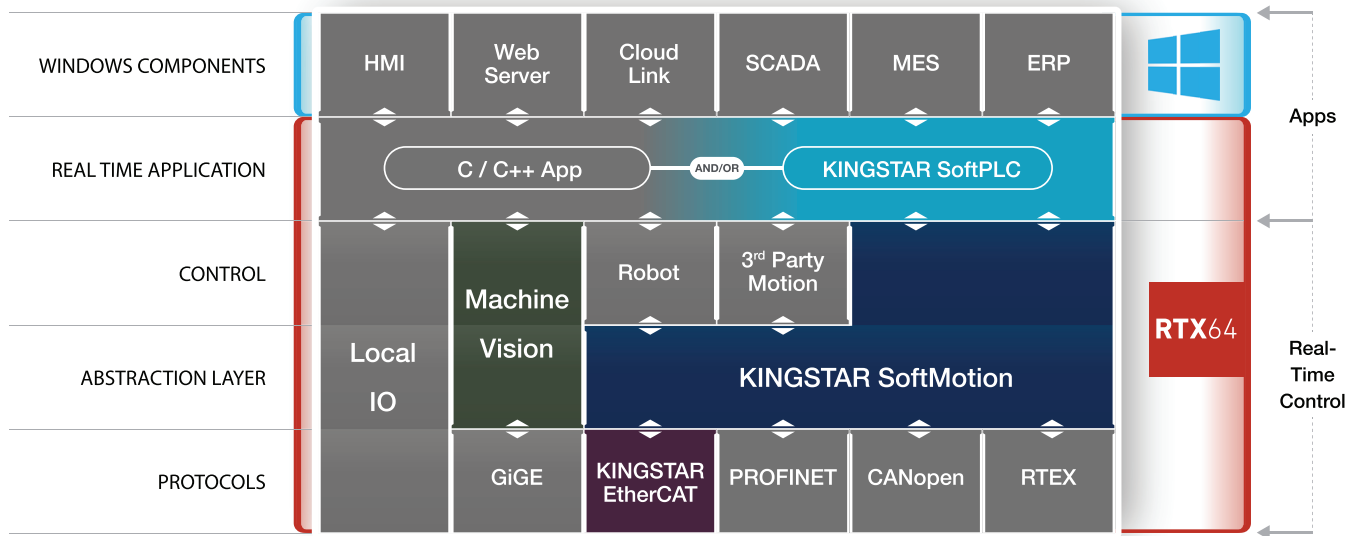 WINDOWS COMPONENTS
HMI
Web
Server
Cloud
Link
SCADA
MES
ERP
Apps
REAL TIME APPLICATION
C / C++ App
AND/OR
KINGSTAR SoftPLC
CONTROL
Robot
3rd Party
Motion
Machine
Vision
RTX64
ABSTRACTION LAYER
Local
IO
KINGSTAR SoftMotion
Real-
Time
Control
PROTOCOLS
GiGE
KINGSTAR
EtherCAT
PROFINET
CANopen
RTEX